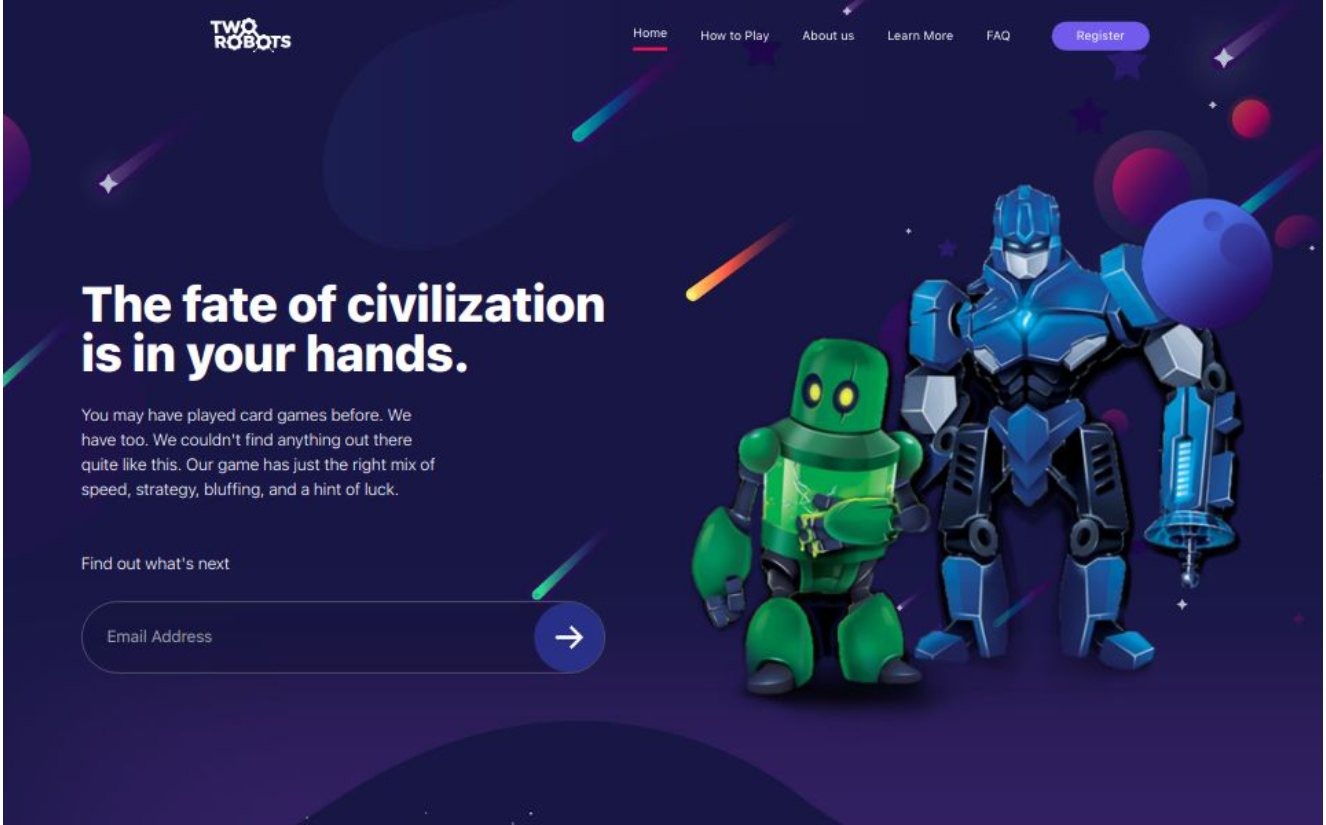 TWO
ROBOTS
Home
How to Play
About us
Learn More
FAQ
Register
The fate of civilization
is in your hands.
You may have played card games before. We
have too. We couldn't find anything out there
quite like this. Our game has just the right mix of
speed, strategy, bluffing, and a hint of luck.
Find out what's next
Email Address